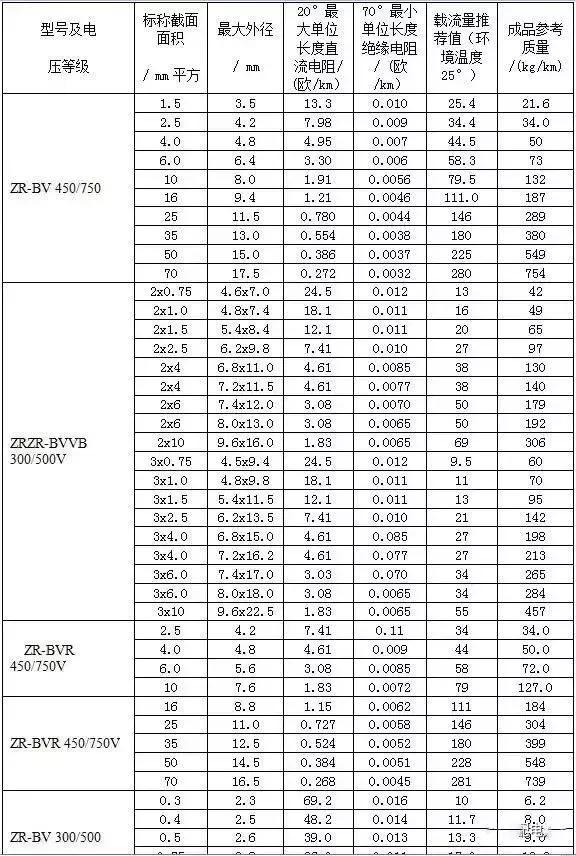 型号及电 标称截面 最大外径 20°最 70°最小 载流量推 成品参考
面积 大单位 单位长度 荐值（环 质量
长度直 绝缘电阻 境温度
压等级 / mm平方 / mm 流电阻/ /（欧 25°） /(kg/km)
(欧/km) /km）
1.5 3.5 13.3 0.010 25.4 21.6
2.5 4.2 7.98 0.009 34.4 34.0
4.0 4.8 4.95 0.007 44.5 50
6.0 6.4 3.30 0.006 58.3 73
ZR-BV 450/750 10 8.0 1.91 0.0056 79.5 132
16 9.4 1.21 0.0046 111.0 187
25 11.5 0.780 0.0044 146 289
35 13.0 0.554 0.0038 180 380
50 15.0 0.386 0.0037 225 549
70 17.5 0.272 0.0032 280 754
2x0.75 4.6x7.0 24.5 0.012 13 42
2x1.0 4.8x7.4 18.1 0.011 16 49
2x1.5 5.4x8.4 12.1 0.011 20 65
2x2.5 6.2x9.8 7.41 0.010 27 97
2x4 6.8x11.0 4.61 0.0085 38 130
2x4 7.2x11.5 4.61 0.0077 38 140
2x6 7.4x12.0 3.08 0.0070 50 179
2x6 8.0x13.0 3.08 0.0065 50 192
ZRZR-BVVB 2x10 9.6x16.0 1.83 0.0065 69 306
300/500V 3x0.75 4.5x9.4 24.5 0.012 9.5 60
3x1.0 4.8x9.8 18.1 0.011 11 70
3x1.5 5.4x11.5 12.1 0.011 13 95
3x2.5 6.2x13.5 7.41 0.010 21 142
3x4.0 6.8x15.0 4.61 0.085 27 198
3x4.0 7.2x16.2 4.61 0.077 27 213
3x6.0 7.4x17.0 3.03 0.070 34 265
3x6.0 8.0x18.0 3.08 0.0065 34 284
3x10 9.6x22.5 1.83 0.0065 55 457
2.5 4.2 7.41 0.11 34 34.0
ZR-BVR 4.0 4.8 4.61 0.009 44 50.0
450/750V 6.0 5.6 3.08 0.0085 58 72.0
10 7.6 1.83 0.0072 79 127.0
16 8.8 1.15 0.0062 111 184
25 11.0 0.727 0.0058 146 304
ZR-BVR 450/750V 35 12.5 0.524 0.0052 180 399
50 14.5 0.384 0.0051 228 548
70 16.5 0.268 0.0045 281 739
0.3 2.3 69.2 0.016 10 6.2
0.4 2.5 48.2 0.014 11.7 8.0
ZR-BV 300/500 0.5 2.6 39.0 0.013 13.3 9.0